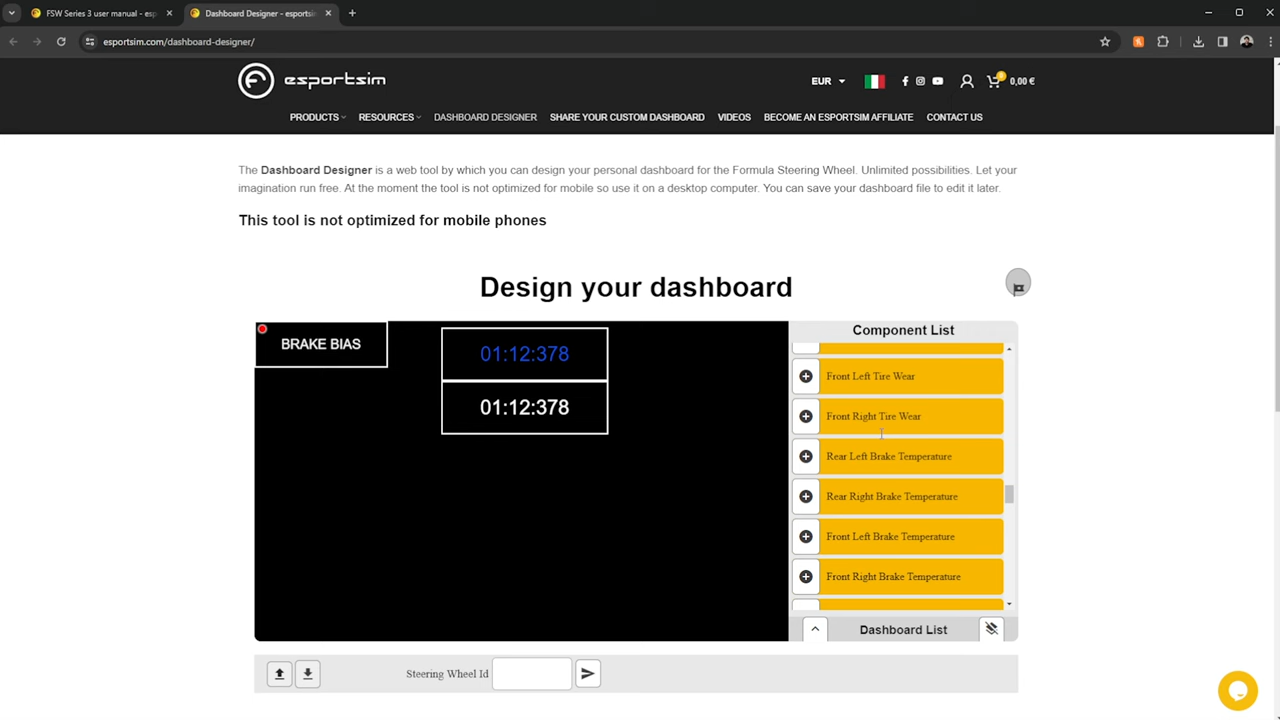 FSW Series 3 user manual - esp
Dashboard Designer - esportsi
esportsim.com/dashboard-designer/
esportsim
EUR
0
0,00 €
PRODUCTS
RESOURCES
DASHBOARD DESIGNER
SHARE YOUR CUSTOM DASHBOARD
VIDEOS
BECOME AN ESPORTSIM AFFILIATE
CONTACT US
The Dashboard Designer is a web tool by which you can design your personal dashboard for the Formula Steering Wheel. Unlimited possibilities. Let your
imagination run free. At the moment the tool is not optimized for mobile so use it on a desktop computer. You can save your dashboard file to edit it later.
This tool is not optimized for mobile phones
Design your dashboard
BRAKE BIAS
01:12:378
01:12:378
Component List
Front Left Tire Wear
Front Right Tire Wear
Rear Left Brake Temperature
Rear Right Brake Temperature
Front Left Brake Temperature
Front Right Brake Temperature
Dashboard List
Steering Wheel Id